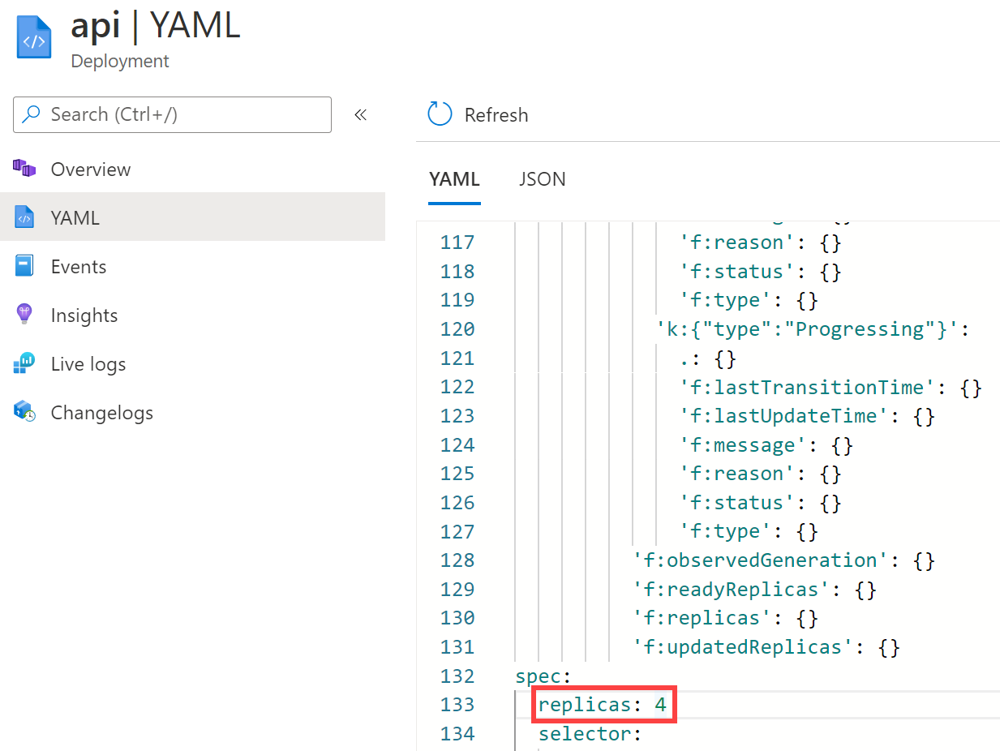 api | YAML
Deployment
Search (Ctrl+/)
«
Refresh
Overview
YAML
Events
Insights
Live logs
Changelogs
YAML JSON
117 'f:reason': {}
118 'f:status': {}
119 'f:type': {}
120 'k:{"type":"Progressing"}':
121 .: {}
122 'f:lastTransitionTime': {}
123 'f:lastUpdateTime': {}
124 'f:message': {}
125 'f:reason': {}
126 'f:status': {}
127 'f:type': {}
128 'f:observedGeneration': {}
129 'f:readyReplicas': {}
130 'f:replicas': {}
131 'f:updatedReplicas': {}
132 spec:
133 replicas: 4
134 selector: